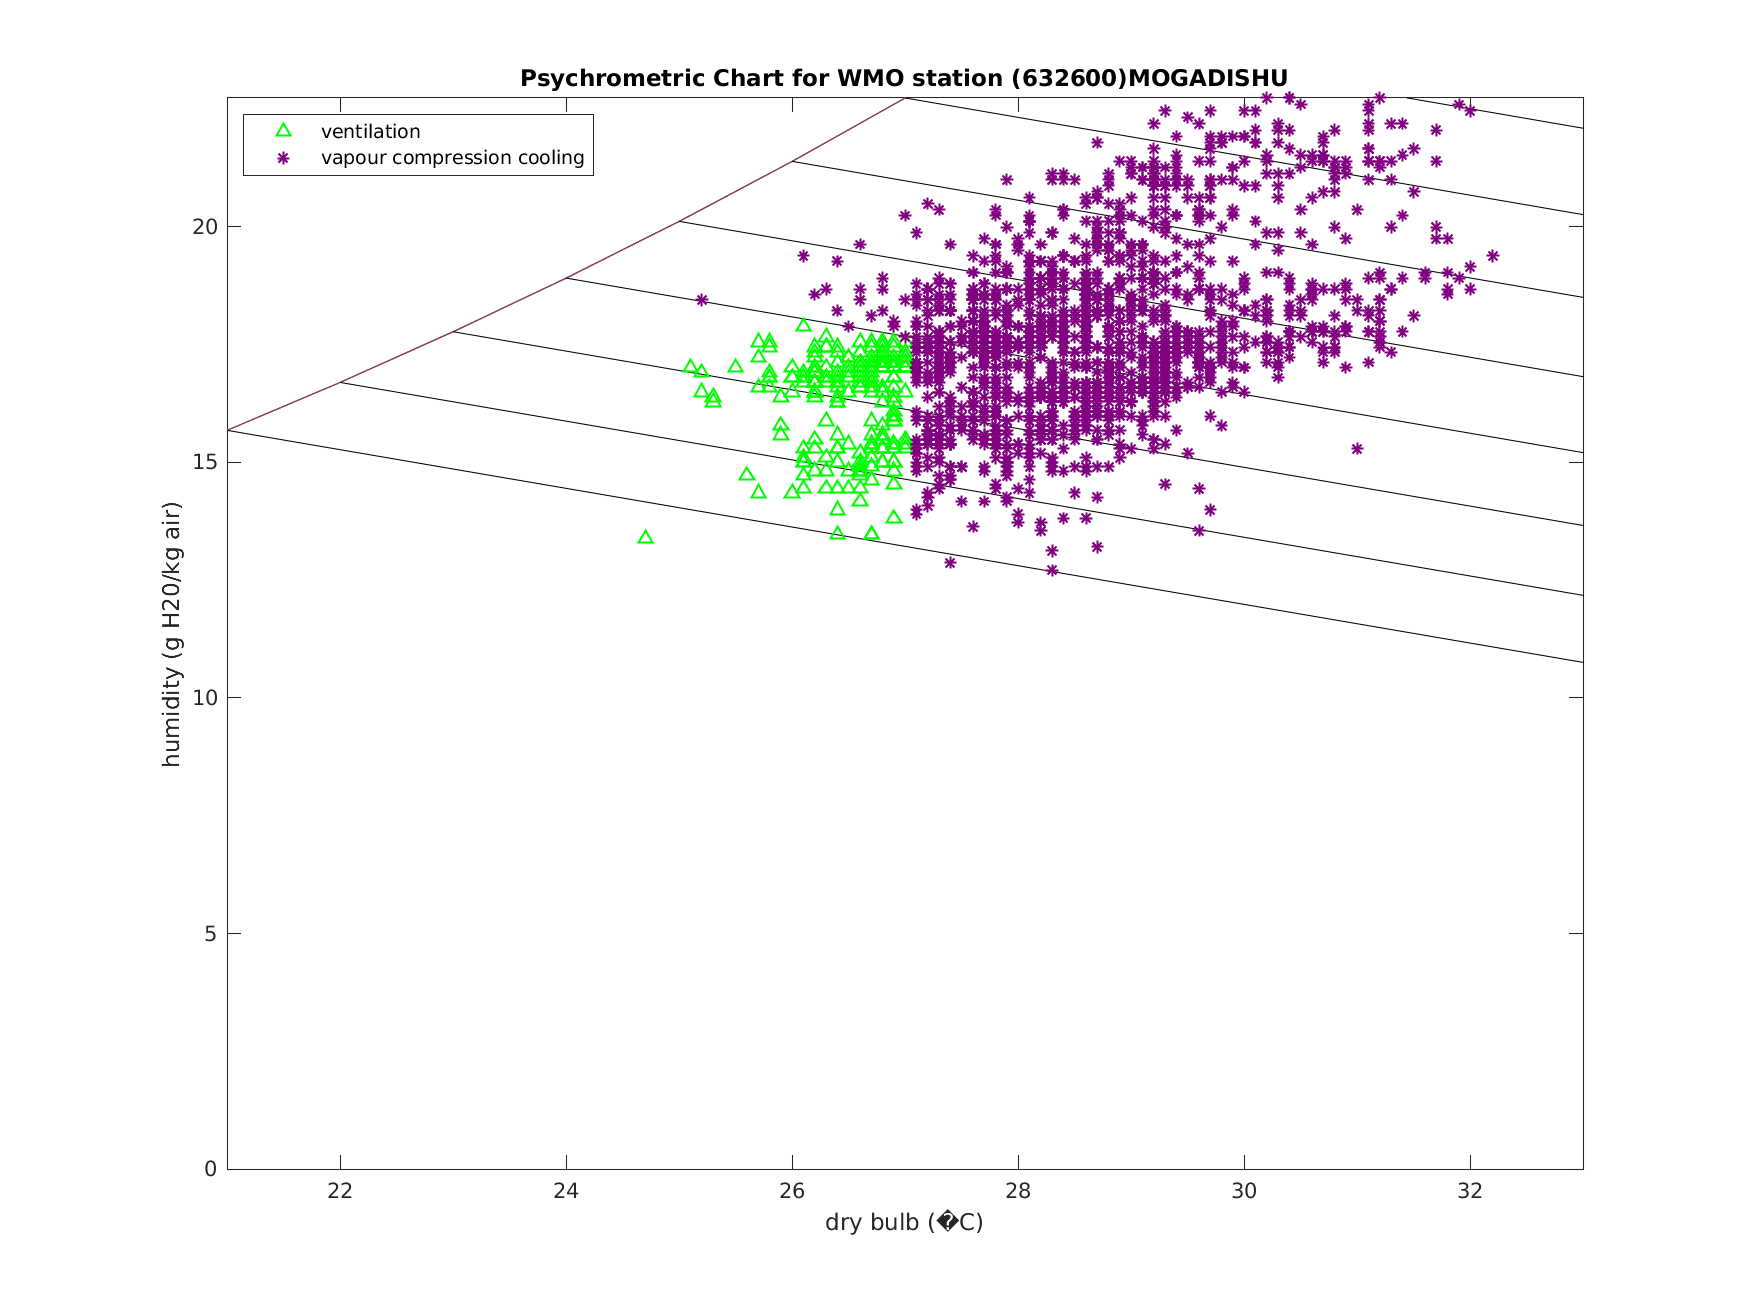 Psychrometric Chart for WMO station (632600)MOGADISHU
ventilation
vapour compression cooling
20
15
10
5
0
humidity (g H20/kg air)
22 24 26 28 30 32
dry bulb (�C)